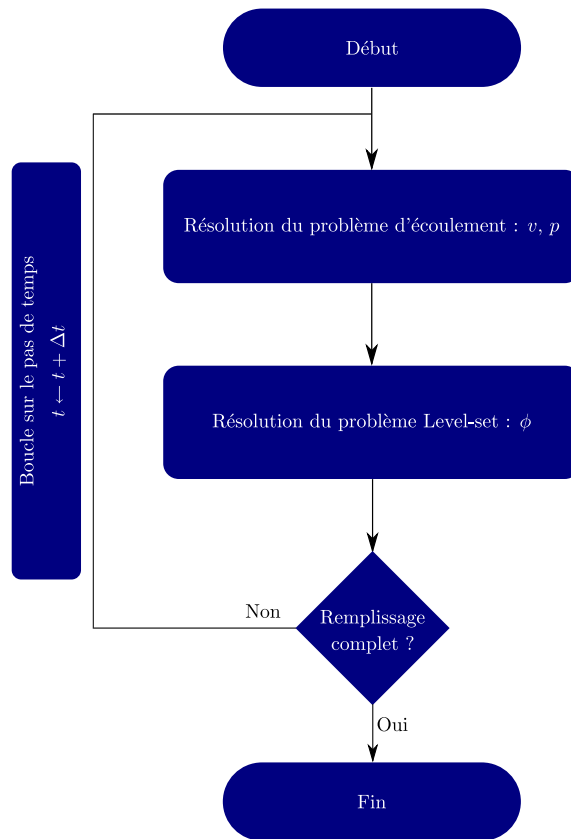 Début
Résolution du problème d'écoulement : v, p
Boucle sur le pas de temps
t ← t + Δt
Résolution du problème Level-set : ϕ
Remplissage
complet ?
Non
Oui
Fin